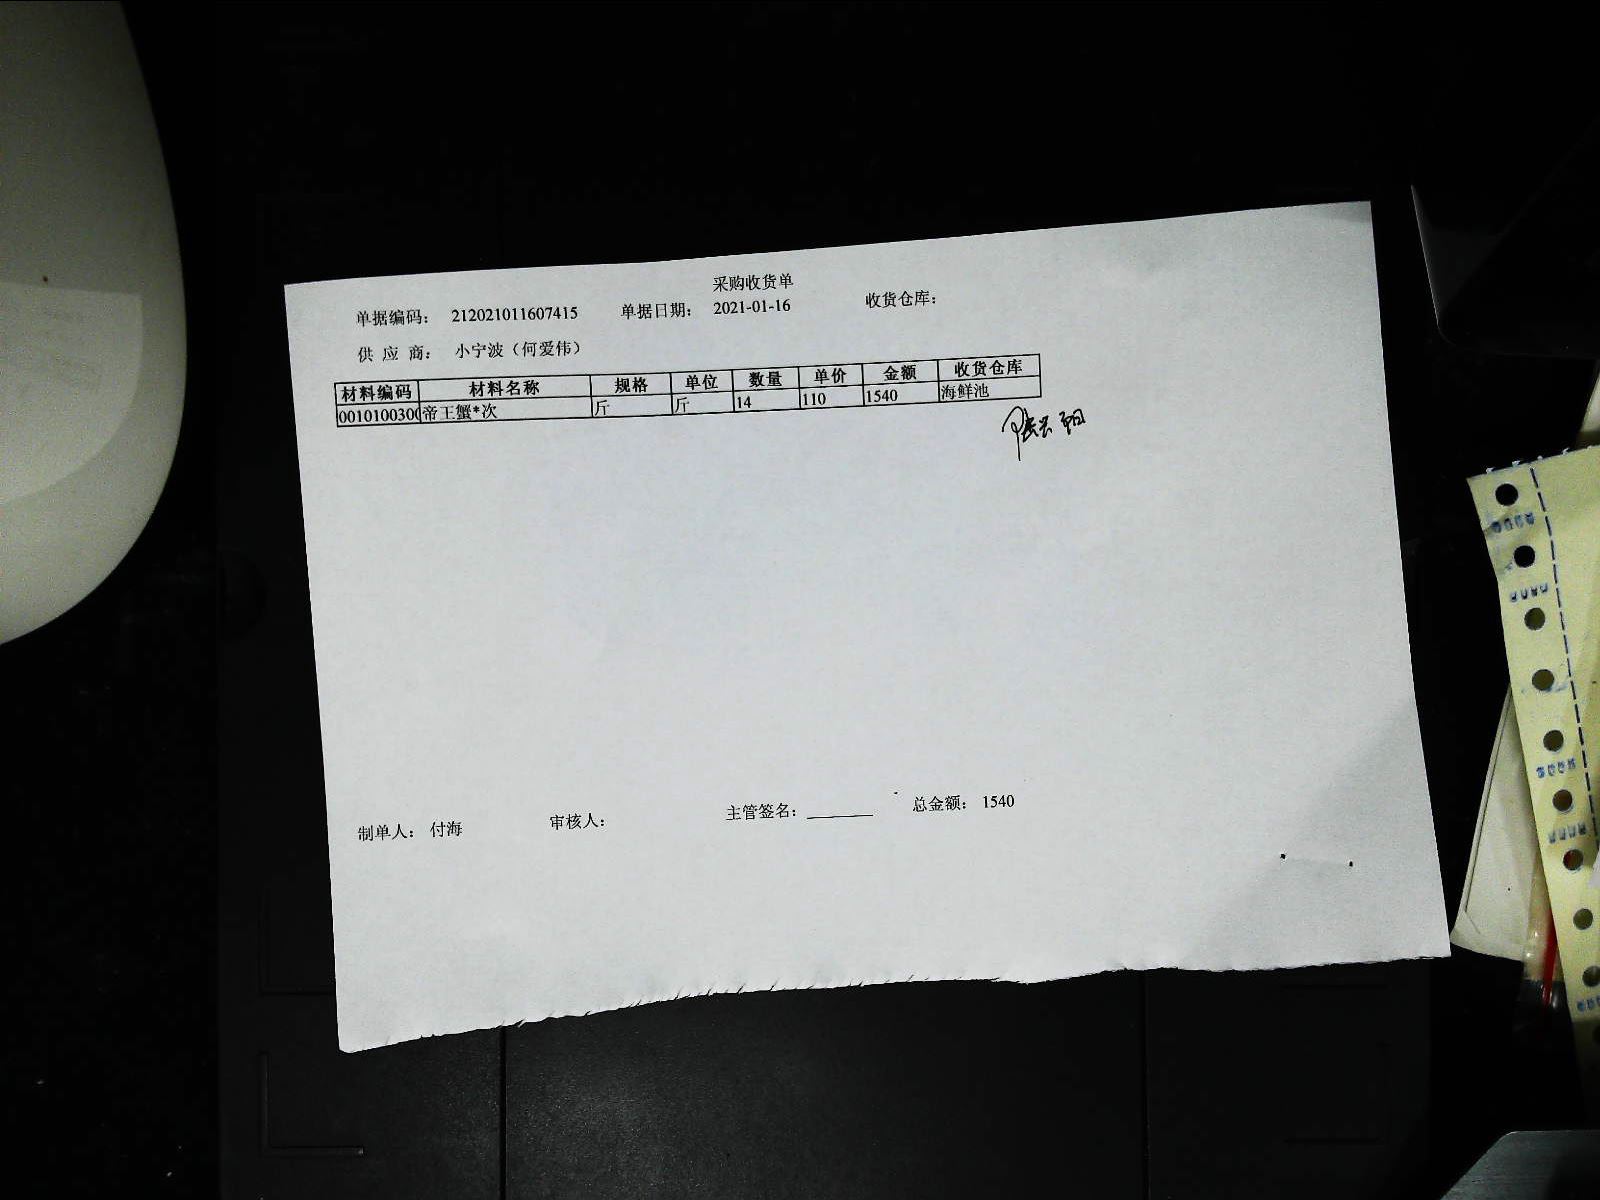 采购收货单
单据编码： 212021011607415 单据日期： 2021-01-16 收货仓库：
供 应 商： 小宁波（何爱伟）
材料编码 材料名称 规格 单位 数量 单价 金额 收货仓库
0010100300 帝王蟹*次 斤 斤 14 110 1540 海鲜池
制单人： 付海 审核人： 主管签名：_______ 总金额： 1540